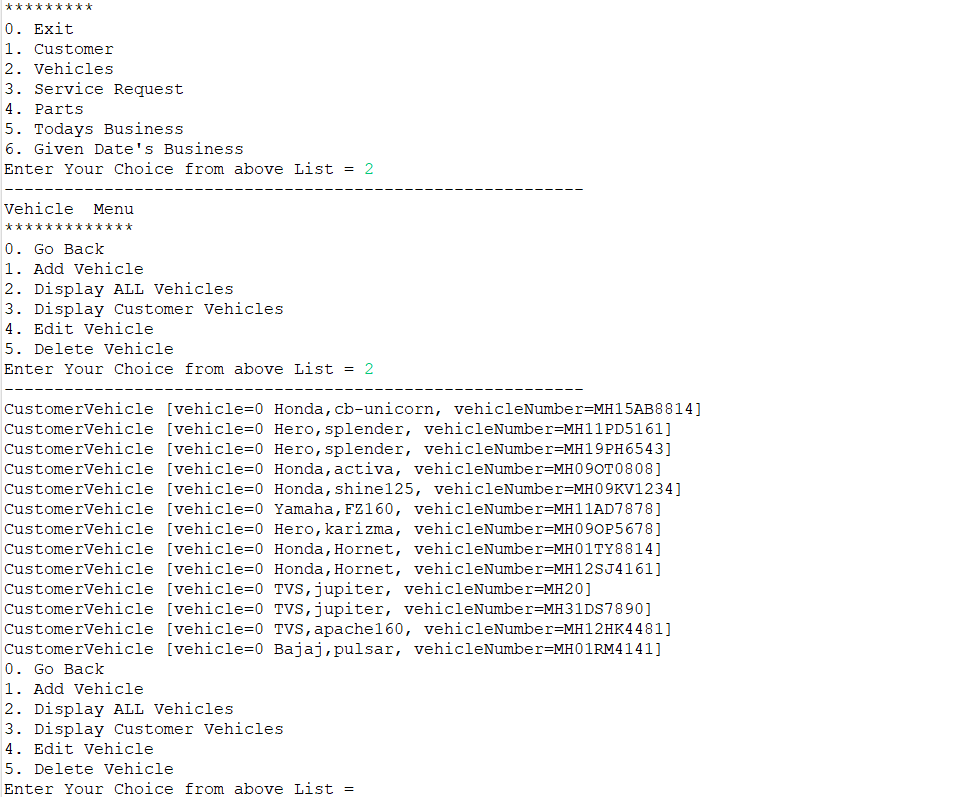 *********
0. Exit
1. Customer
2. Vehicles
3. Service Request
4. Parts
5. Todays Business
6. Given Date's Business
Enter Your Choice from above List = 2
----------------------------------------------------------
Vehicle  Menu
*************
0. Go Back
1. Add Vehicle
2. Display ALL Vehicles
3. Display Customer Vehicles
4. Edit Vehicle
5. Delete Vehicle
Enter Your Choice from above List = 2
----------------------------------------------------------
CustomerVehicle [vehicle=0 Honda,cb-unicorn, vehicleNumber=MH15AB8814]
CustomerVehicle [vehicle=0 Hero,splender, vehicleNumber=MH11PD5161]
CustomerVehicle [vehicle=0 Hero,splender, vehicleNumber=MH19PH6543]
CustomerVehicle [vehicle=0 Honda,activa, vehicleNumber=MH09OT0808]
CustomerVehicle [vehicle=0 Honda,shine125, vehicleNumber=MH09KV1234]
CustomerVehicle [vehicle=0 Yamaha,FZ160, vehicleNumber=MH11AD7878]
CustomerVehicle [vehicle=0 Hero,karizma, vehicleNumber=MH09OP5678]
CustomerVehicle [vehicle=0 Honda,Hornet, vehicleNumber=MH01TY8814]
CustomerVehicle [vehicle=0 Honda,Hornet, vehicleNumber=MH12SJ4161]
CustomerVehicle [vehicle=0 TVS,jupiter, vehicleNumber=MH20]
CustomerVehicle [vehicle=0 TVS,jupiter, vehicleNumber=MH31DS7890]
CustomerVehicle [vehicle=0 TVS,apache160, vehicleNumber=MH12HK4481]
CustomerVehicle [vehicle=0 Bajaj,pulsar, vehicleNumber=MH01RM4141]
0. Go Back
1. Add Vehicle
2. Display ALL Vehicles
3. Display Customer Vehicles
4. Edit Vehicle
5. Delete Vehicle
Enter Your Choice from above List =